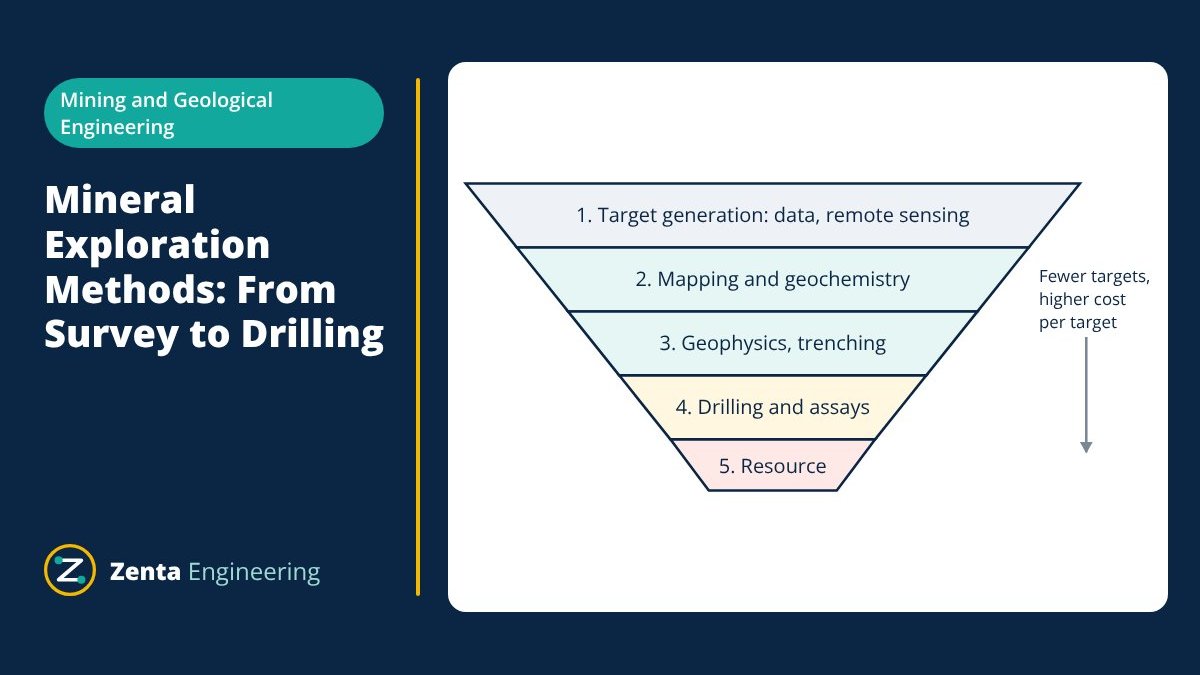 Mining and Geological
Engineering
Mineral
Exploration
Methods: From
Survey to Drilling
Zenta Engineering
1. Target generation: data, remote sensing
2. Mapping and geochemistry
3. Geophysics, trenching
4. Drilling and assays
5. Resource
Fewer targets,
higher cost
per target